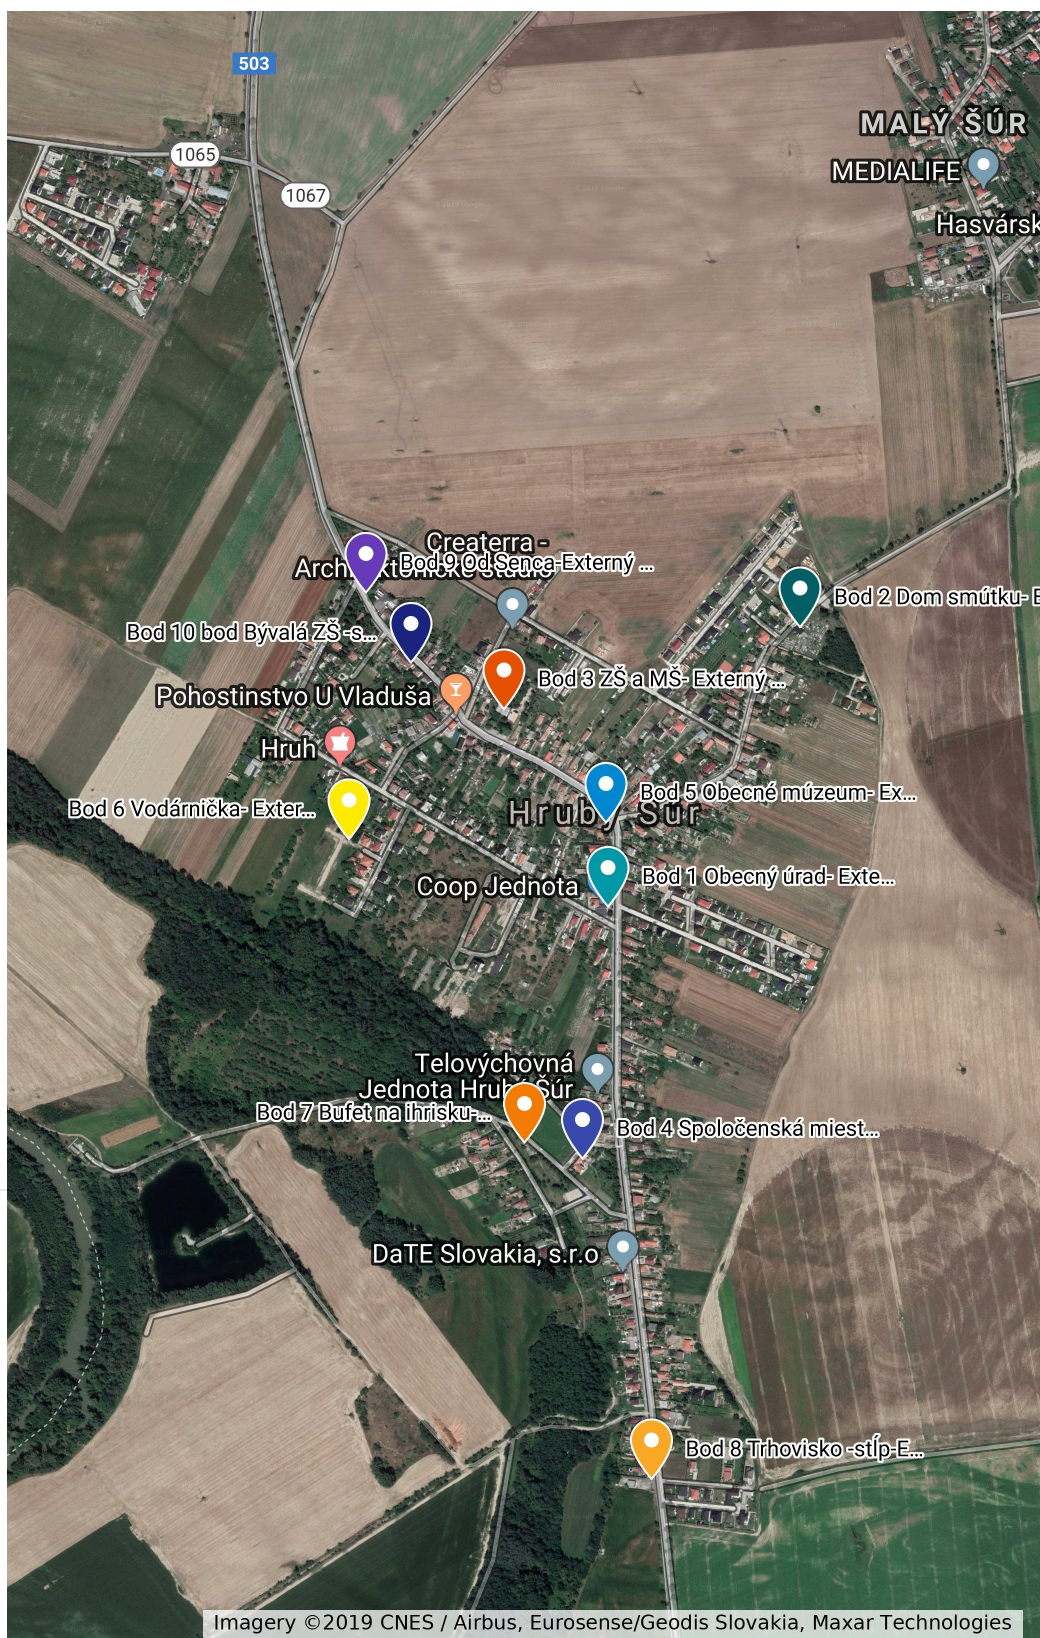 503
MALÝ ŠÚR
1065
MEDIALIFE
1067
Hasvársk
Createrra -
Bod 9 Od Senca-Externý ...
Bod 2 Dom smútku- E
Bod 10 bod Bývalá ZŠ -s...
Bod 3 ZŠ a MŠ- Externý ...
Pohostinstvo U Vladuša
Hruh
Bod 5 Obecné múzeum- Ex...
Bod 6 Vodárnička- Exter...
Hrubý Šúr
Bod 1 Obecný úrad- Exte...
Coop Jednota
Telovýchovná
Jednota Hrubý Šúr
Bod 7 Bufet na ihrisku-...
Bod 4 Spoločenská miest...
DaTE Slovakia, s.r.o
Bod 8 Trhovisko -stĺp-E...
Imagery ©2019 CNES / Airbus, Eurosense/Geodis Slovakia, Maxar Technologies